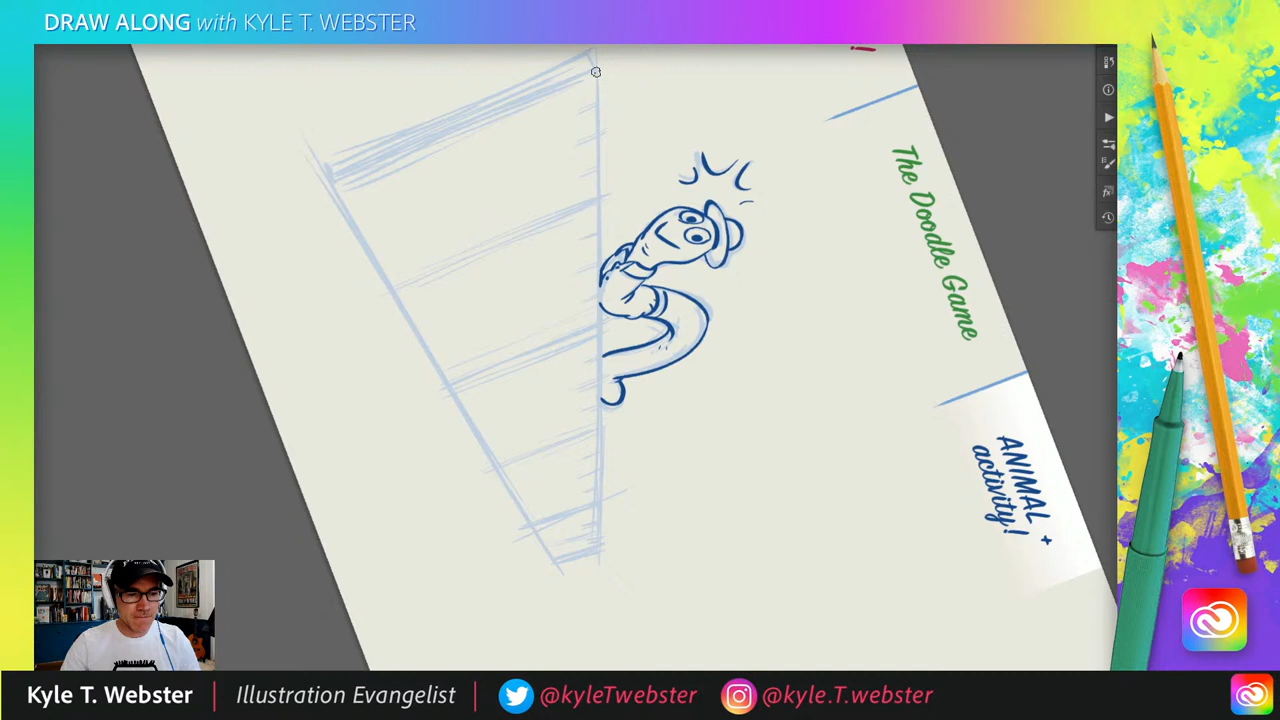 DRAW ALONG with KYLE T. WEBSTER
The Doodle Game
ANIMAL +
activity!
Kyle T. Webster | Illustration Evangelist | @kyleTwebster @kyle.T.webster